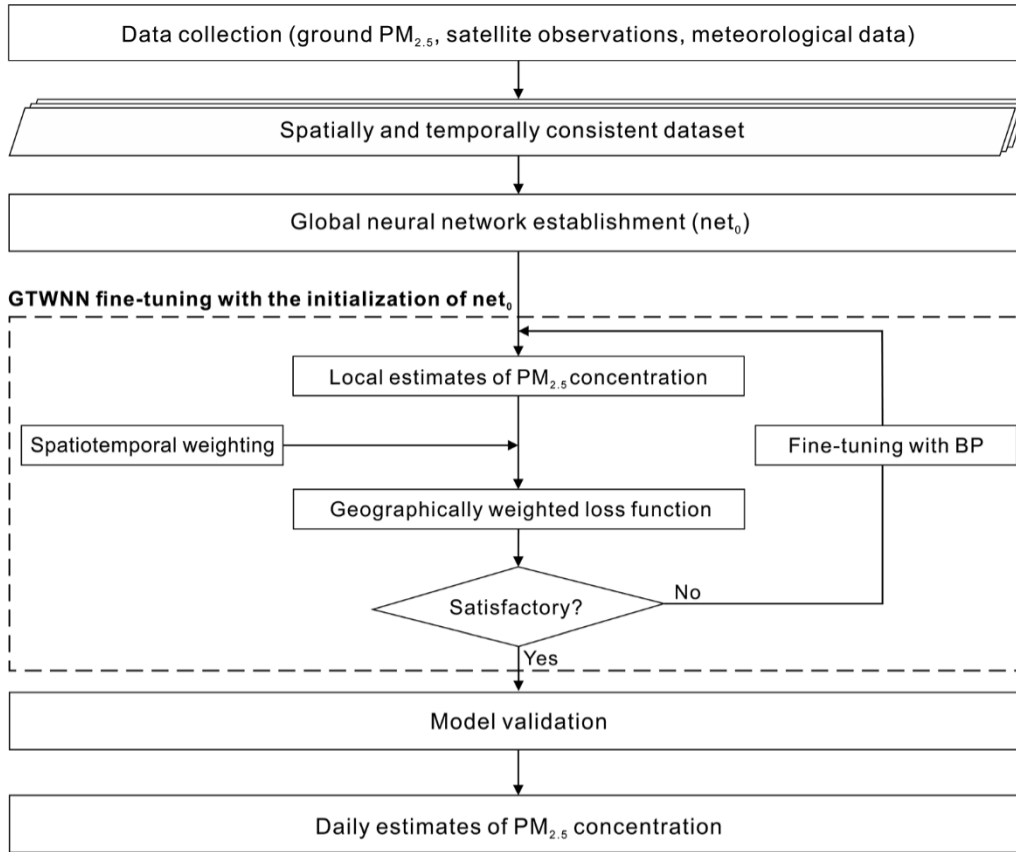 Data collection (ground PM₂.₅, satellite observations, meteorological data)
Spatially and temporally consistent dataset
Global neural network establishment (net₀)
GTWNN fine-tuning with the initialization of net₀
Local estimates of PM₂.₅ concentration
Spatiotemporal weighting
Fine-tuning with BP
Geographically weighted loss function
Satisfactory?
No
Yes
Model validation
Daily estimates of PM₂.₅ concentration